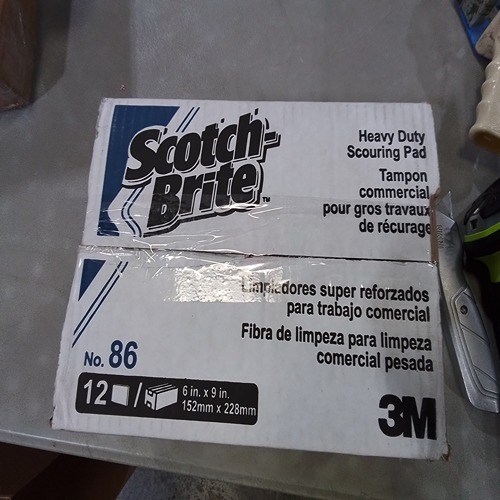 Scotch-
Brite™
Heavy Duty
Scouring Pad
Tampon
commercial
pour gros travaux
de récurage
Limpiadores super reforzados
para trabajo comercial
Fibra de limpeza para limpeza
comercial pesada
No. 86
12 / 6 in. x 9 in.
152mm x 228mm
3M